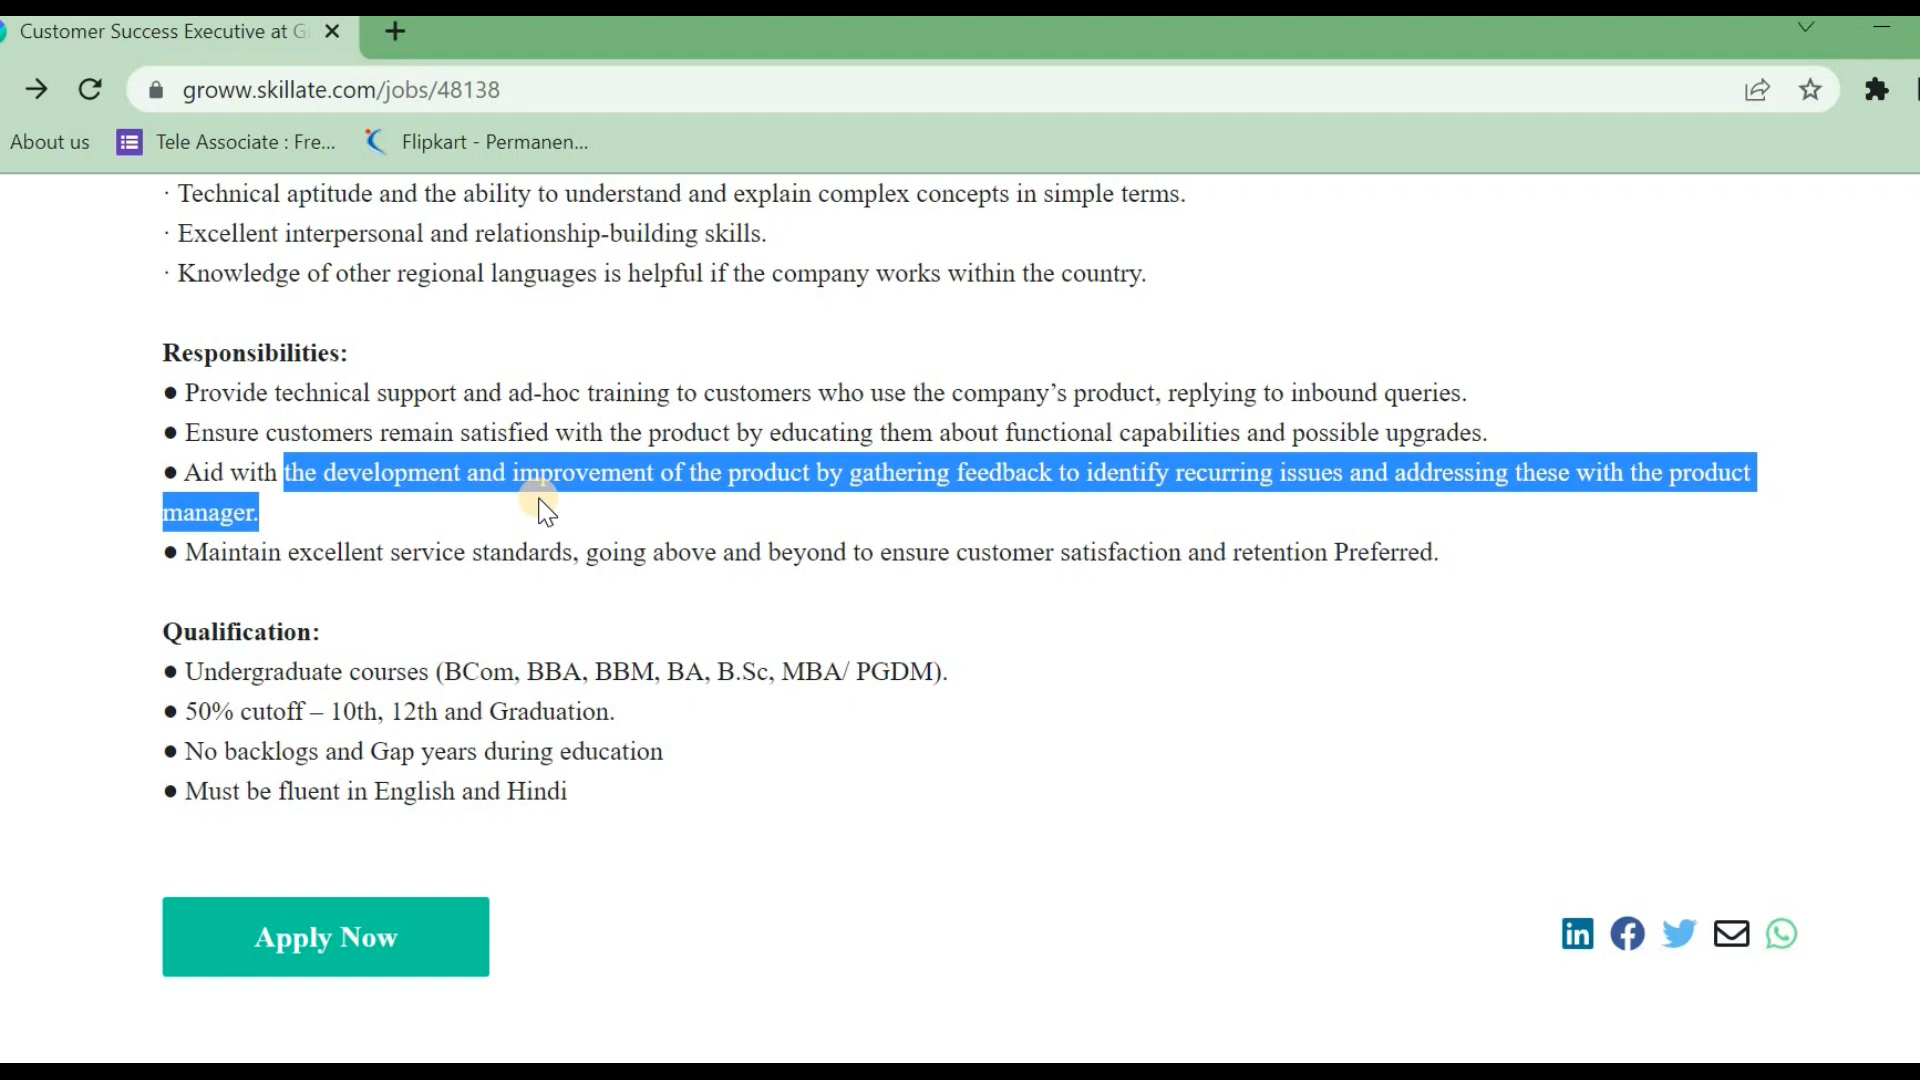 Customer Success Executive at G
groww.skillate.com/jobs/48138
About us
Tele Associate : Fre...
Flipkart - Permanen...
· Technical aptitude and the ability to understand and explain complex concepts in simple terms.
· Excellent interpersonal and relationship-building skills.
· Knowledge of other regional languages is helpful if the company works within the country.
Responsibilities:
● Provide technical support and ad-hoc training to customers who use the company’s product, replying to inbound queries.
● Ensure customers remain satisfied with the product by educating them about functional capabilities and possible upgrades.
● Aid with the development and improvement of the product by gathering feedback to identify recurring issues and addressing these with the product
manager.
● Maintain excellent service standards, going above and beyond to ensure customer satisfaction and retention Preferred.
Qualification:
● Undergraduate courses (BCom, BBA, BBM, BA, B.Sc, MBA/ PGDM).
● 50% cutoff – 10th, 12th and Graduation.
● No backlogs and Gap years during education
● Must be fluent in English and Hindi
Apply Now